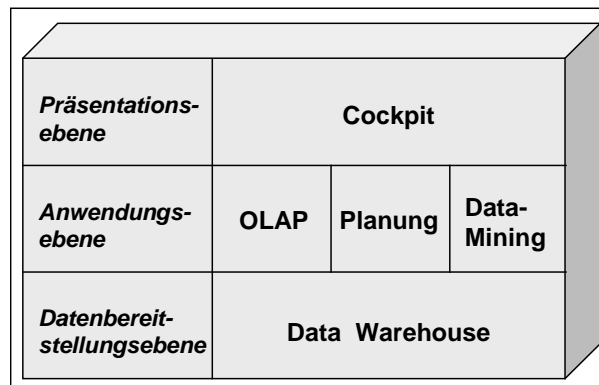 Präsentations-
ebene
Cockpit
Anwendungs-
ebene
OLAP
Planung
Data-
Mining
Datenbereit-
stellungsebene
Data Warehouse